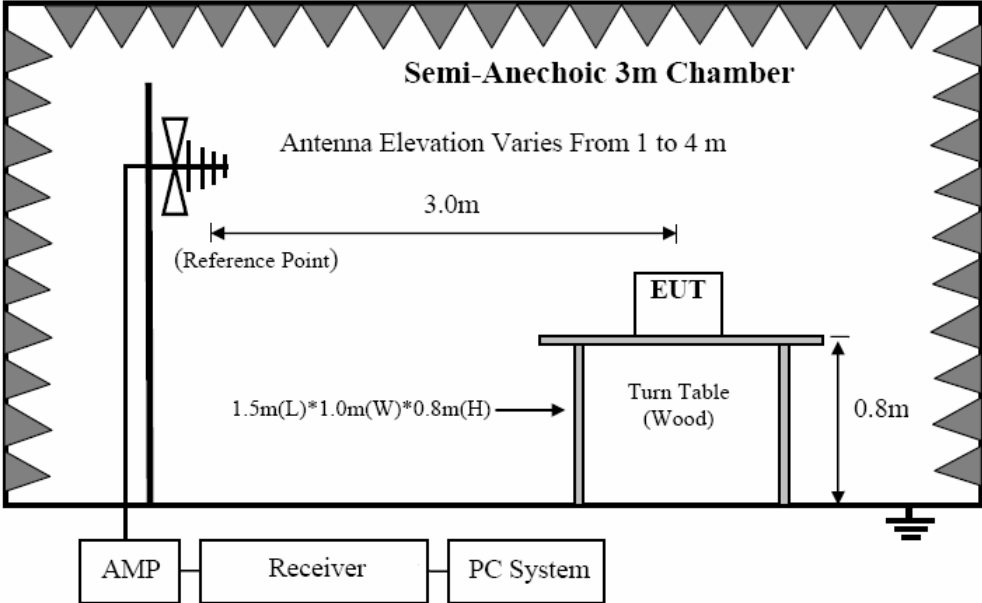 Semi-Anechoic 3m Chamber
Antenna Elevation Varies From 1 to 4 m
3.0m
(Reference Point)
EUT
1.5m(L)*1.0m(W)*0.8m(H)
Turn Table
(Wood)
0.8m
AMP
Receiver
PC System